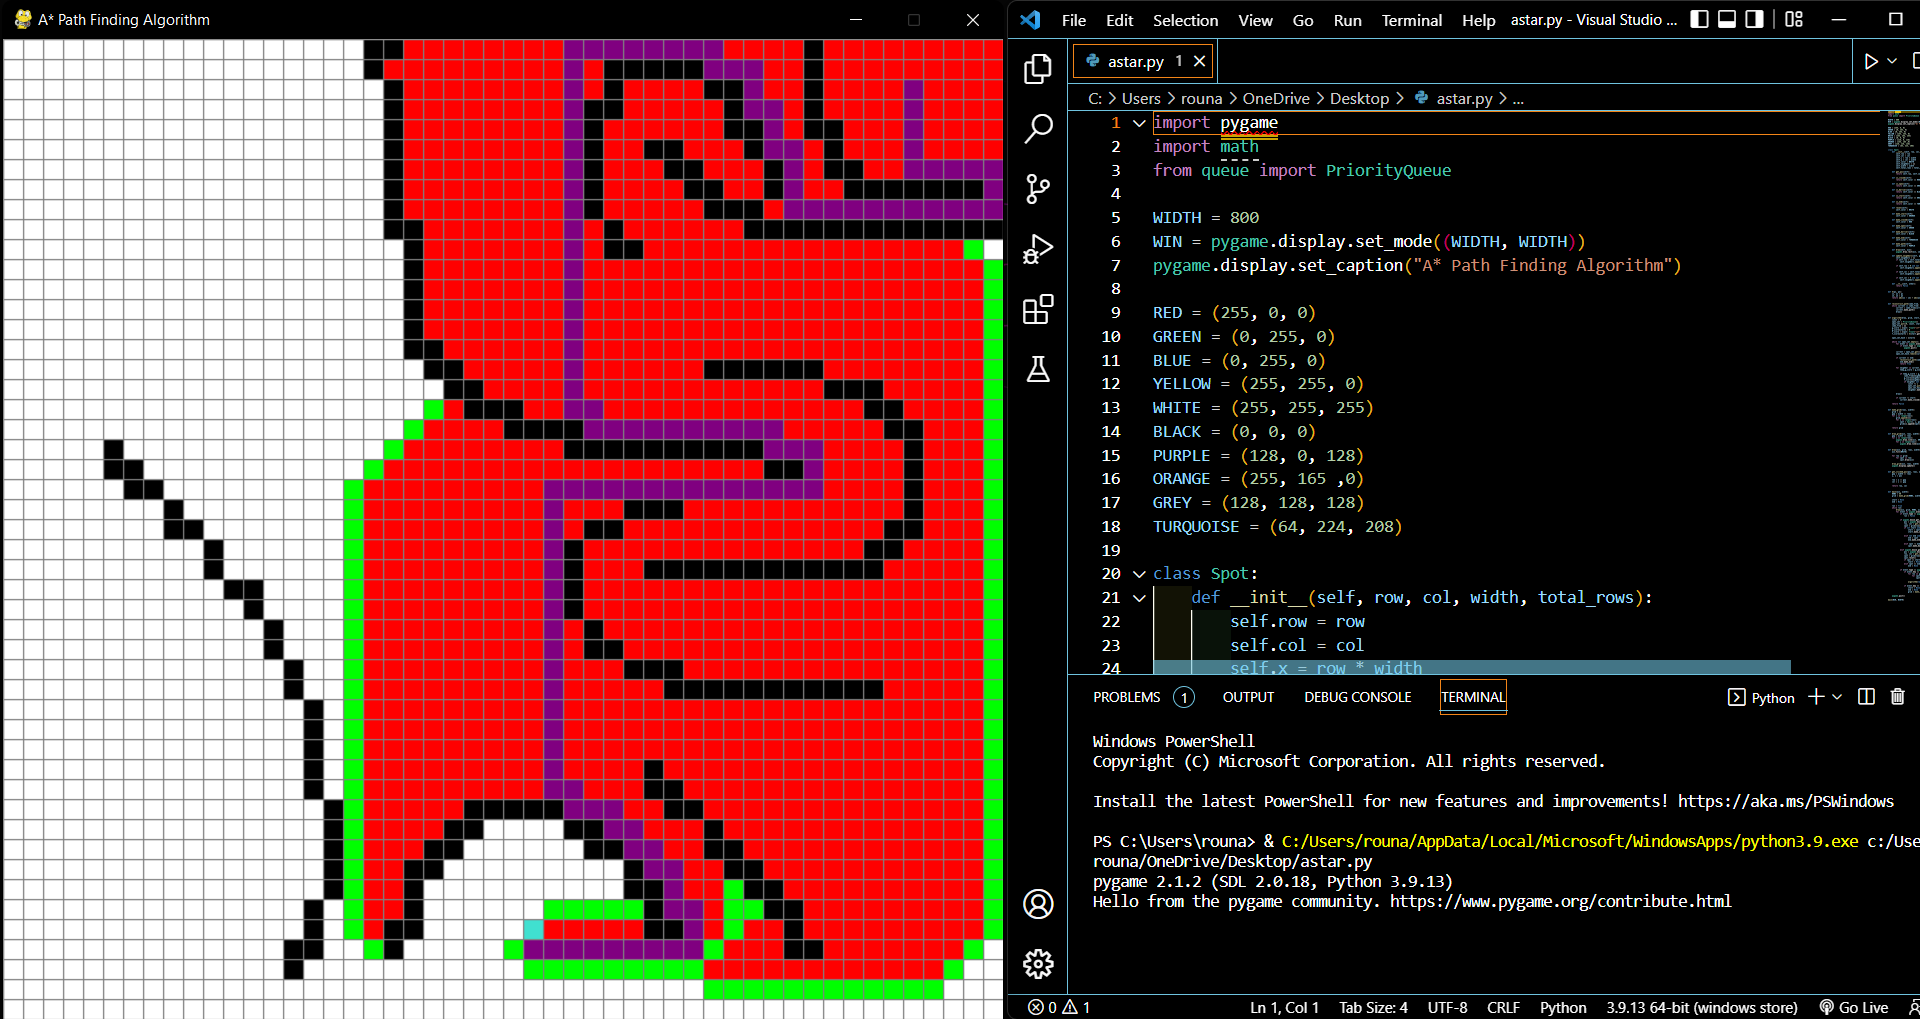 A* Path Finding Algorithm
File Edit Selection View Go Run Terminal Help astar.py - Visual Studio ...
astar.py 1
C: > Users > rouna > OneDrive > Desktop > astar.py > ...
1 import pygame
2 import math
3 from queue import PriorityQueue
4
5 WIDTH = 800
6 WIN = pygame.display.set_mode((WIDTH, WIDTH))
7 pygame.display.set_caption("A* Path Finding Algorithm")
8
9 RED = (255, 0, 0)
10 GREEN = (0, 255, 0)
11 BLUE = (0, 255, 0)
12 YELLOW = (255, 255, 0)
13 WHITE = (255, 255, 255)
14 BLACK = (0, 0, 0)
15 PURPLE = (128, 0, 128)
16 ORANGE = (255, 165 ,0)
17 GREY = (128, 128, 128)
18 TURQUOISE = (64, 224, 208)
19
20 class Spot:
21 def __init__(self, row, col, width, total_rows):
22 self.row = row
23 self.col = col
24 self.x = row * width
PROBLEMS 1 OUTPUT DEBUG CONSOLE TERMINAL Python
Windows PowerShell
Copyright (C) Microsoft Corporation. All rights reserved.
Install the latest PowerShell for new features and improvements! https://aka.ms/PSWindows
PS C:\Users\rouna> & C:/Users/rouna/AppData/Local/Microsoft/WindowsApps/python3.9.exe c:/Use
rouna/OneDrive/Desktop/astar.py
pygame 2.1.2 (SDL 2.0.18, Python 3.9.13)
Hello from the pygame community. https://www.pygame.org/contribute.html
0 1 Ln 1, Col 1 Tab Size: 4 UTF-8 CRLF Python 3.9.13 64-bit (windows store) Go Live